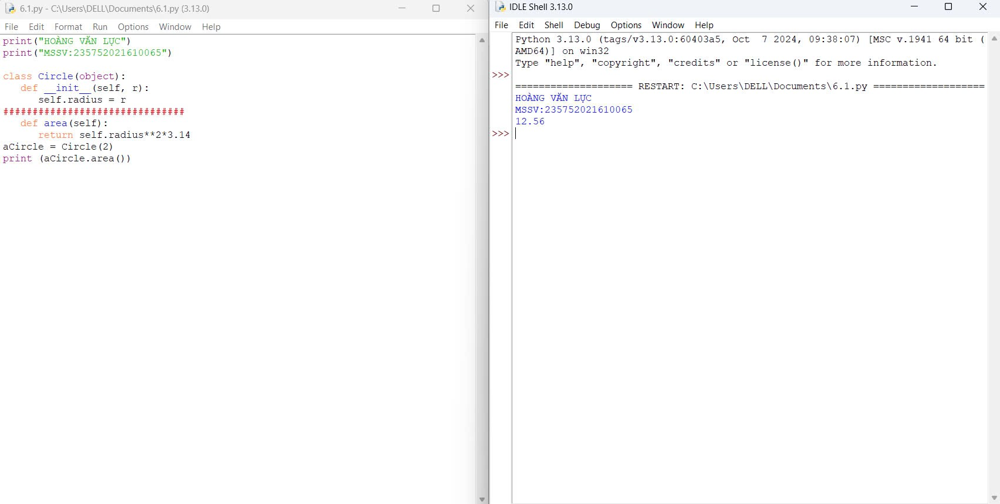 6.1.py - C:\Users\DELL\Documents\6.1.py (3.13.0)
File Edit Format Run Options Window Help
print("HOÀNG VĂN LỰC")
print("MSSV:235752021610065")
class Circle(object):
   def __init__(self, r):
      self.radius = r
###############################
   def area(self):
      return self.radius**2*3.14
aCircle = Circle(2)
print (aCircle.area())
IDLE Shell 3.13.0
File Edit Shell Debug Options Window Help
Python 3.13.0 (tags/v3.13.0:60403a5, Oct  7 2024, 09:38:07) [MSC v.1941 64 bit (
AMD64)] on win32
Type "help", "copyright", "credits" or "license()" for more information.
>>>
==================== RESTART: C:\Users\DELL\Documents\6.1.py ===================
HOÀNG VĂN LỰC
MSSV:235752021610065
12.56
>>>